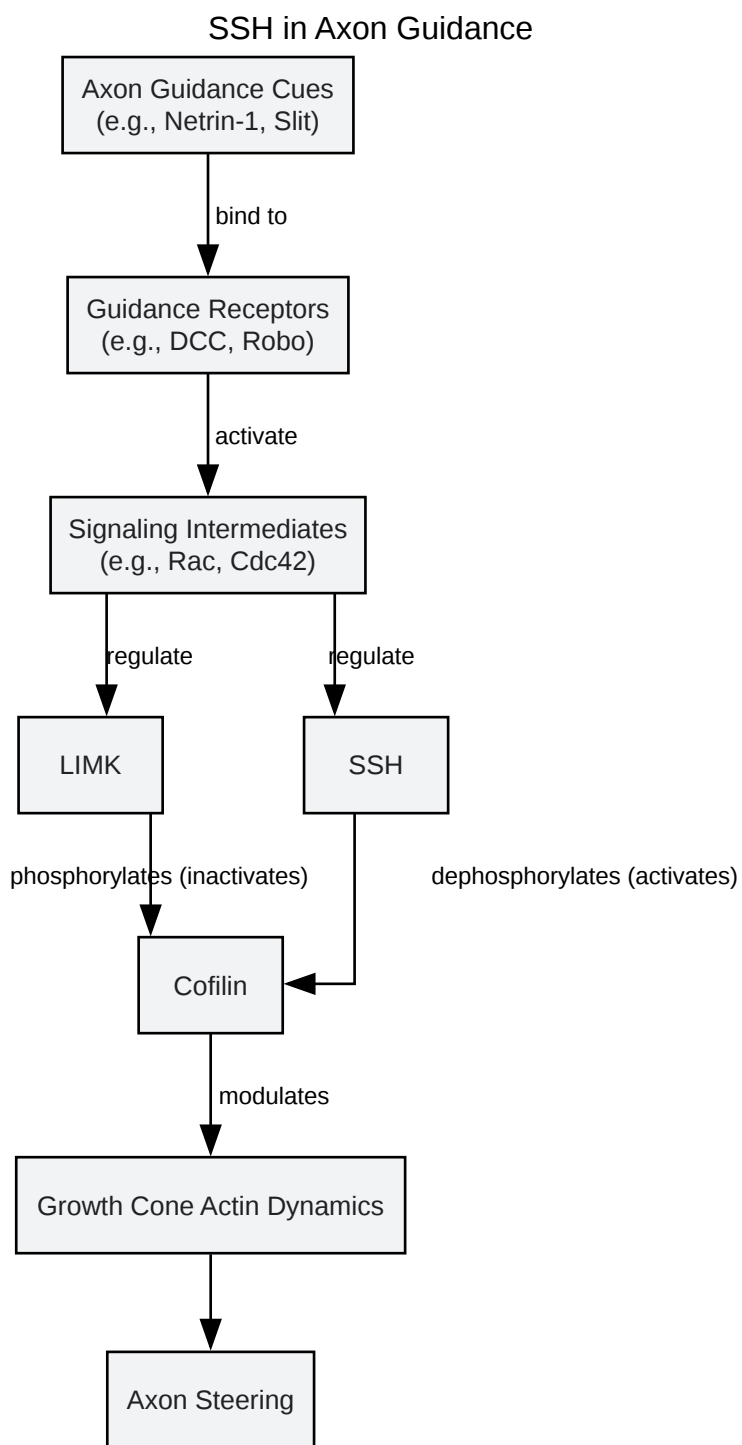 SSH in Axon Guidance
Axon Guidance Cues
(e.g., Netrin-1, Slit)
bind to
Guidance Receptors
(e.g., DCC, Robo)
activate
Signaling Intermediates
(e.g., Rac, Cdc42)
regulate
regulate
LIMK
SSH
phosphorylates (inactivates)
dephosphorylates (activates)
Cofilin
modulates
Growth Cone Actin Dynamics
Axon Steering